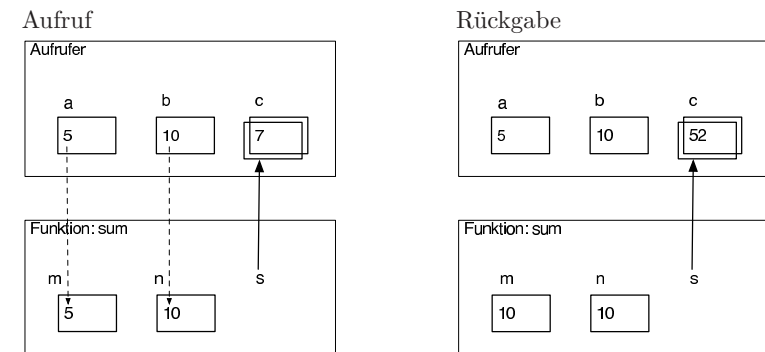 Aufruf
Aufrufer
a b c
5 10 7
Funktion: sum
m n s
5 10
Rückgabe
Aufrufer
a b c
5 10 52
Funktion: sum
m n s
10 10